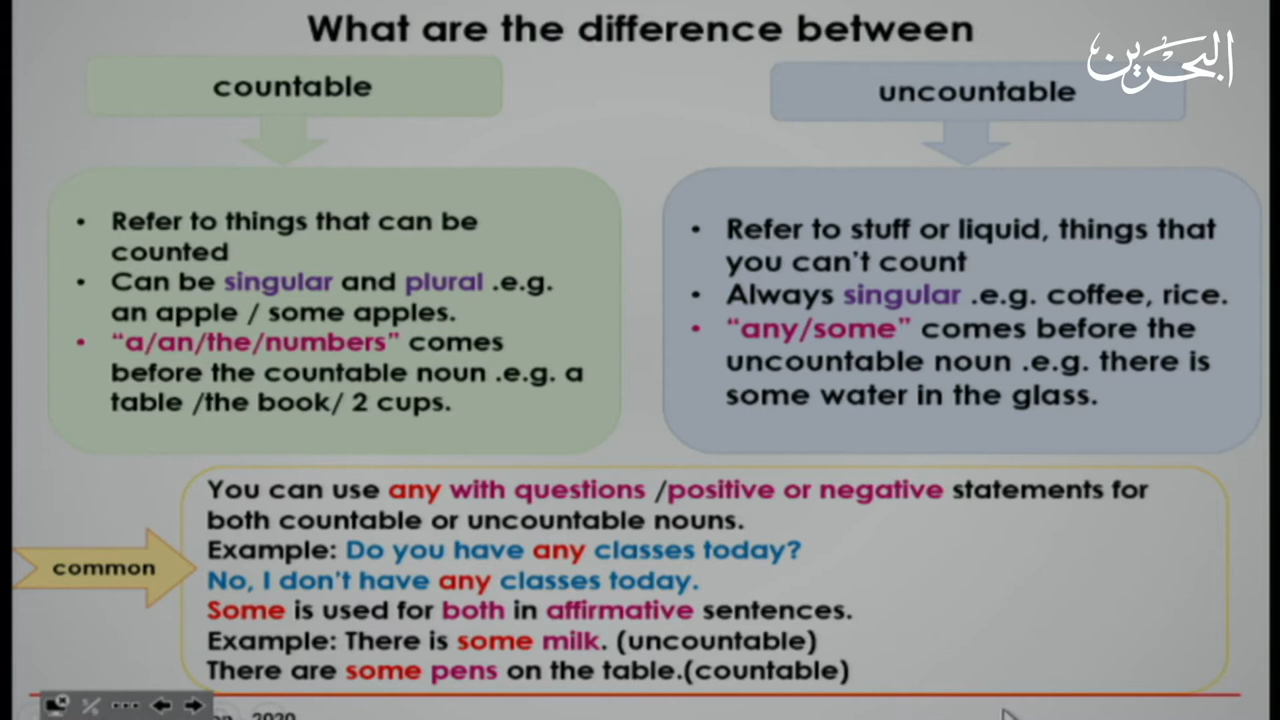 What are the difference between
البحرين
countable
uncountable
• Refer to things that can be
counted
• Can be singular and plural .e.g.
an apple / some apples.
• “a/an/the/numbers” comes
before the countable noun .e.g. a
table /the book/ 2 cups.
• Refer to stuff or liquid, things that
you can’t count
• Always singular .e.g. coffee, rice.
• “any/some” comes before the
uncountable noun .e.g. there is
some water in the glass.
common
You can use any with questions /positive or negative statements for
both countable or uncountable nouns.
Example: Do you have any classes today?
No, I don’t have any classes today.
Some is used for both in affirmative sentences.
Example: There is some milk. (uncountable)
There are some pens on the table.(countable)
2020